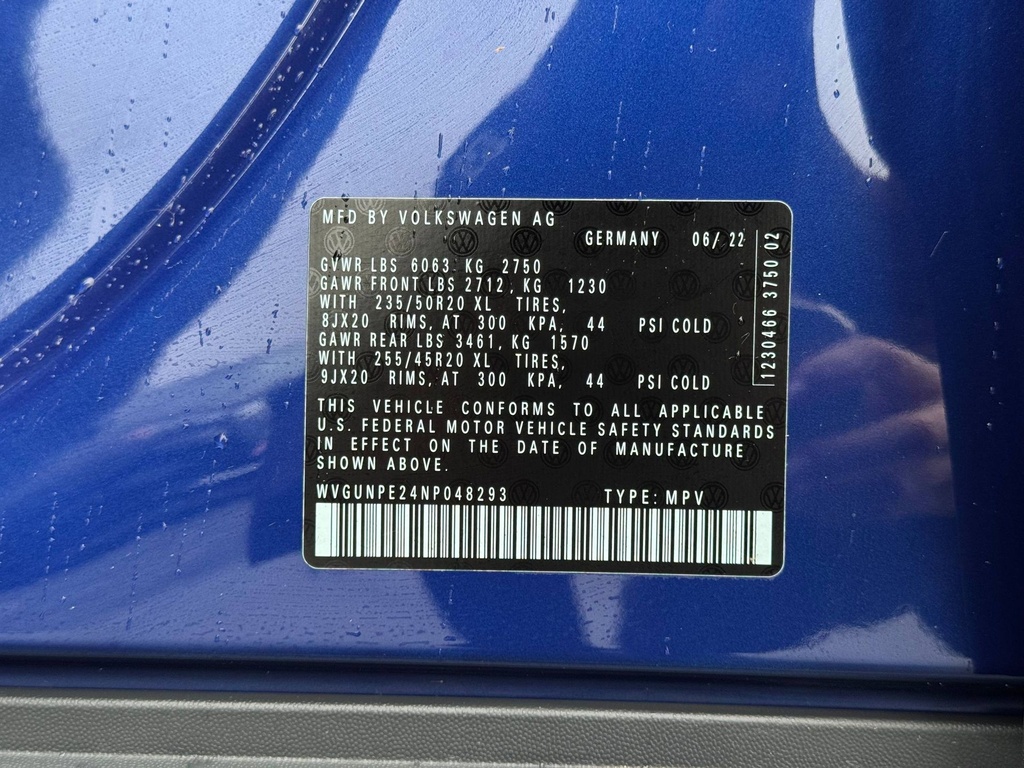 MFD BY VOLKSWAGEN AG
GERMANY 06/ 22
GVWR LBS 6063 KG 2750
GAWR FRONT LBS 2712, KG 1230
WITH 235/50R20 XL TIRES,
8JX20 RIMS, AT 300 KPA, 44 PSI COLD
GAWR REAR LBS 3461, KG 1570
WITH 255/45R20 XL TIRES,
9JX20 RIMS, AT 300 KPA, 44 PSI COLD
THIS VEHICLE CONFORMS TO ALL APPLICABLE
U.S. FEDERAL MOTOR VEHICLE SAFETY STANDARDS
IN EFFECT ON THE DATE OF MANUFACTURE
SHOWN ABOVE.
WVGUNPE24NP048293 TYPE: MPV
1230466 3750 02